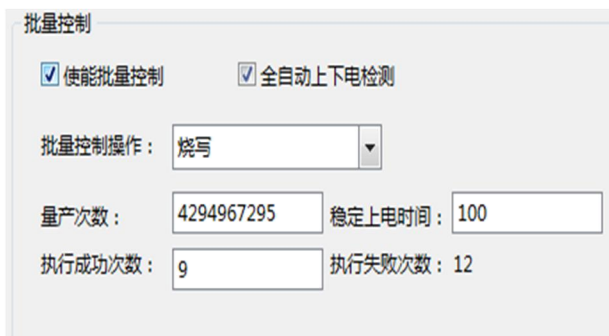 批量控制
使能批量控制 全自动上下电检测
批量控制操作： 烧写
量产次数： 4294967295 稳定上电时间： 100
执行成功次数： 9 执行失败次数： 12